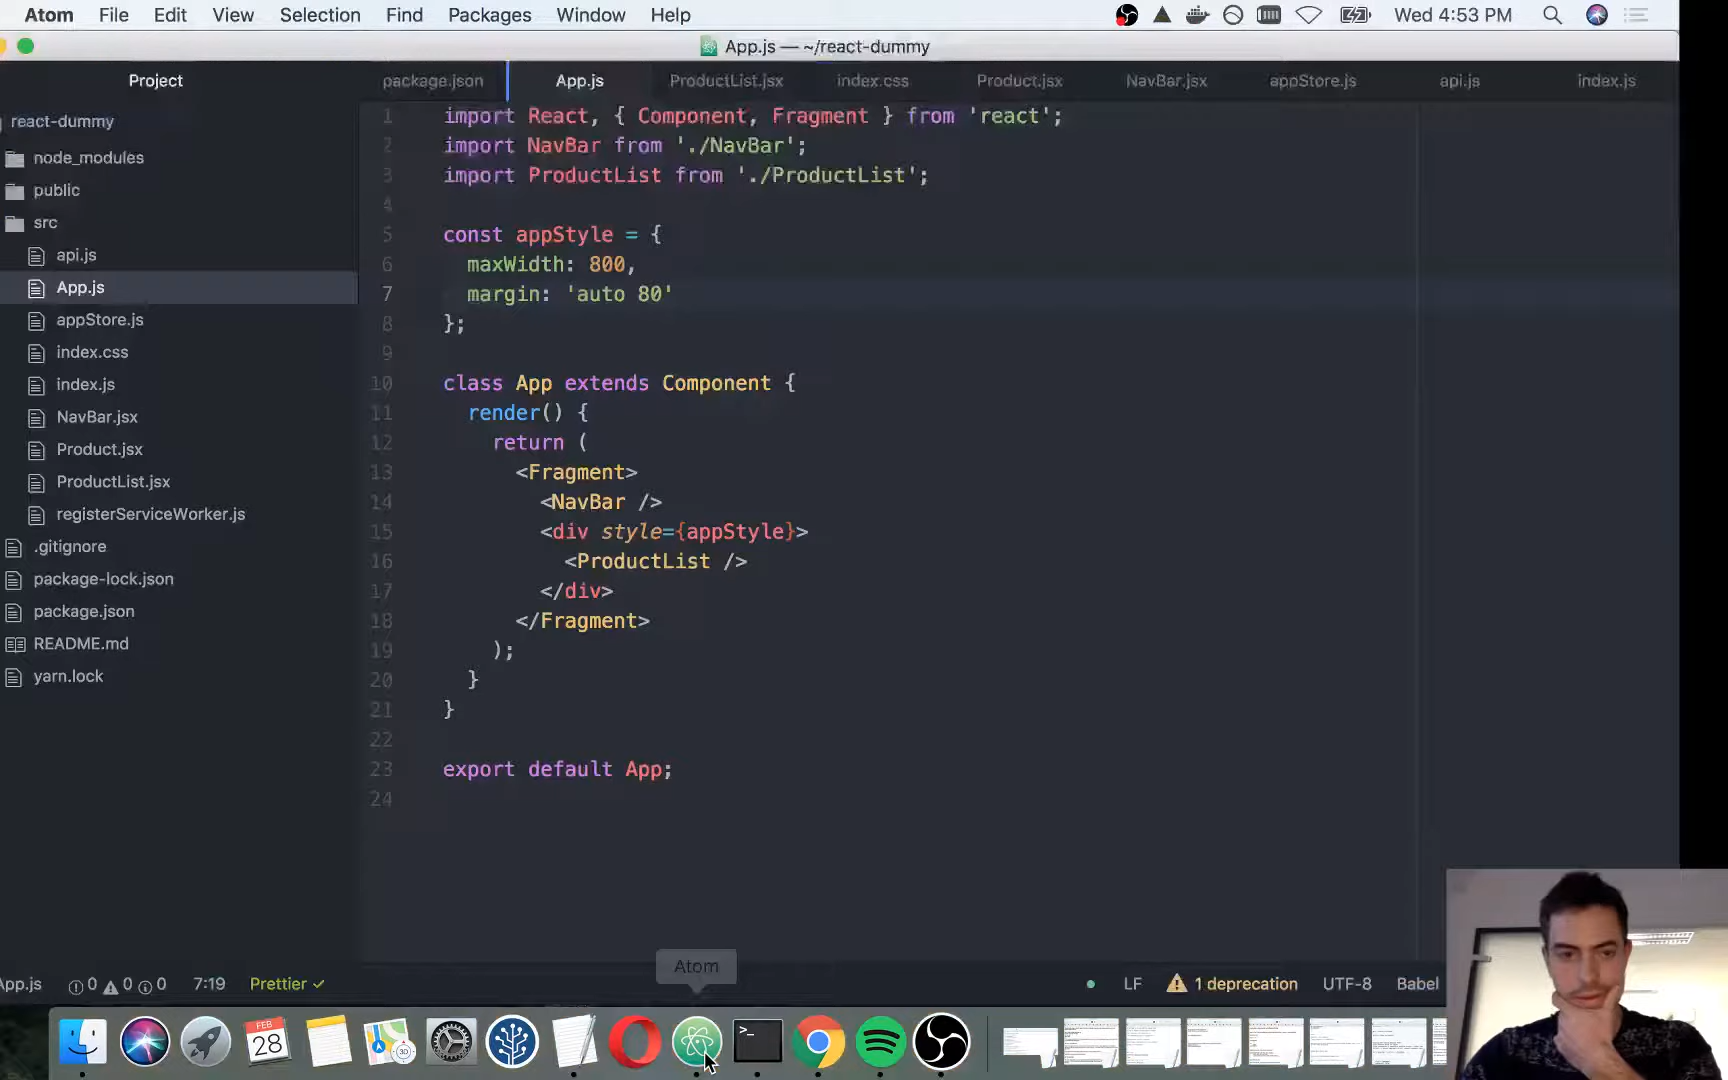 Atom File Edit View Selection Find Packages Window Help Wed 4:53 PM
App.js — ~/react-dummy
Project
package.json App.js ProductList.jsx index.css Product.jsx NavBar.jsx appStore.js api.js index.js
react-dummy
node_modules
public
src
api.js
App.js
appStore.js
index.css
index.js
NavBar.jsx
Product.jsx
ProductList.jsx
registerServiceWorker.js
.gitignore
package-lock.json
package.json
README.md
yarn.lock
1 import React, { Component, Fragment } from 'react';
2 import NavBar from './NavBar';
3 import ProductList from './ProductList';
4
5 const appStyle = {
6 maxWidth: 800,
7 margin: 'auto 80'
8 };
9
10 class App extends Component {
11 render() {
12 return (
13 <Fragment>
14 <NavBar />
15 <div style={appStyle}>
16 <ProductList />
17 </div>
18 </Fragment>
19 );
20 }
21 }
22
23 export default App;
24
Atom
App.js 0 0 0 7:19 Prettier ✓ LF 1 deprecation UTF-8 Babel
FEB
28
>_